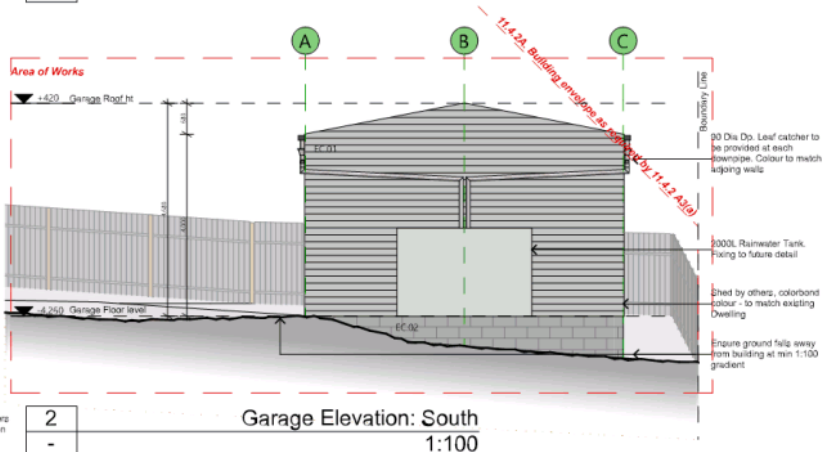 A
B
C
11.4.2A. Building envelope as required by 11.4.2 A3(a)
Area of Works
+420 Garage Roof ht
Boundary Line
EC.01
00 Dia Dp. Leaf catcher to
be provided at each
downpipe. Colour to match
adjoing walls
2000L Rainwater Tank.
Fixing to future detail
Shed by others, colorbond
colour - to match existing
Dwelling
-4,260 Garage Floor level
EC.02
Ensure ground falls away
from building at min 1:100
gradient
2
Garage Elevation: South
-
1:100